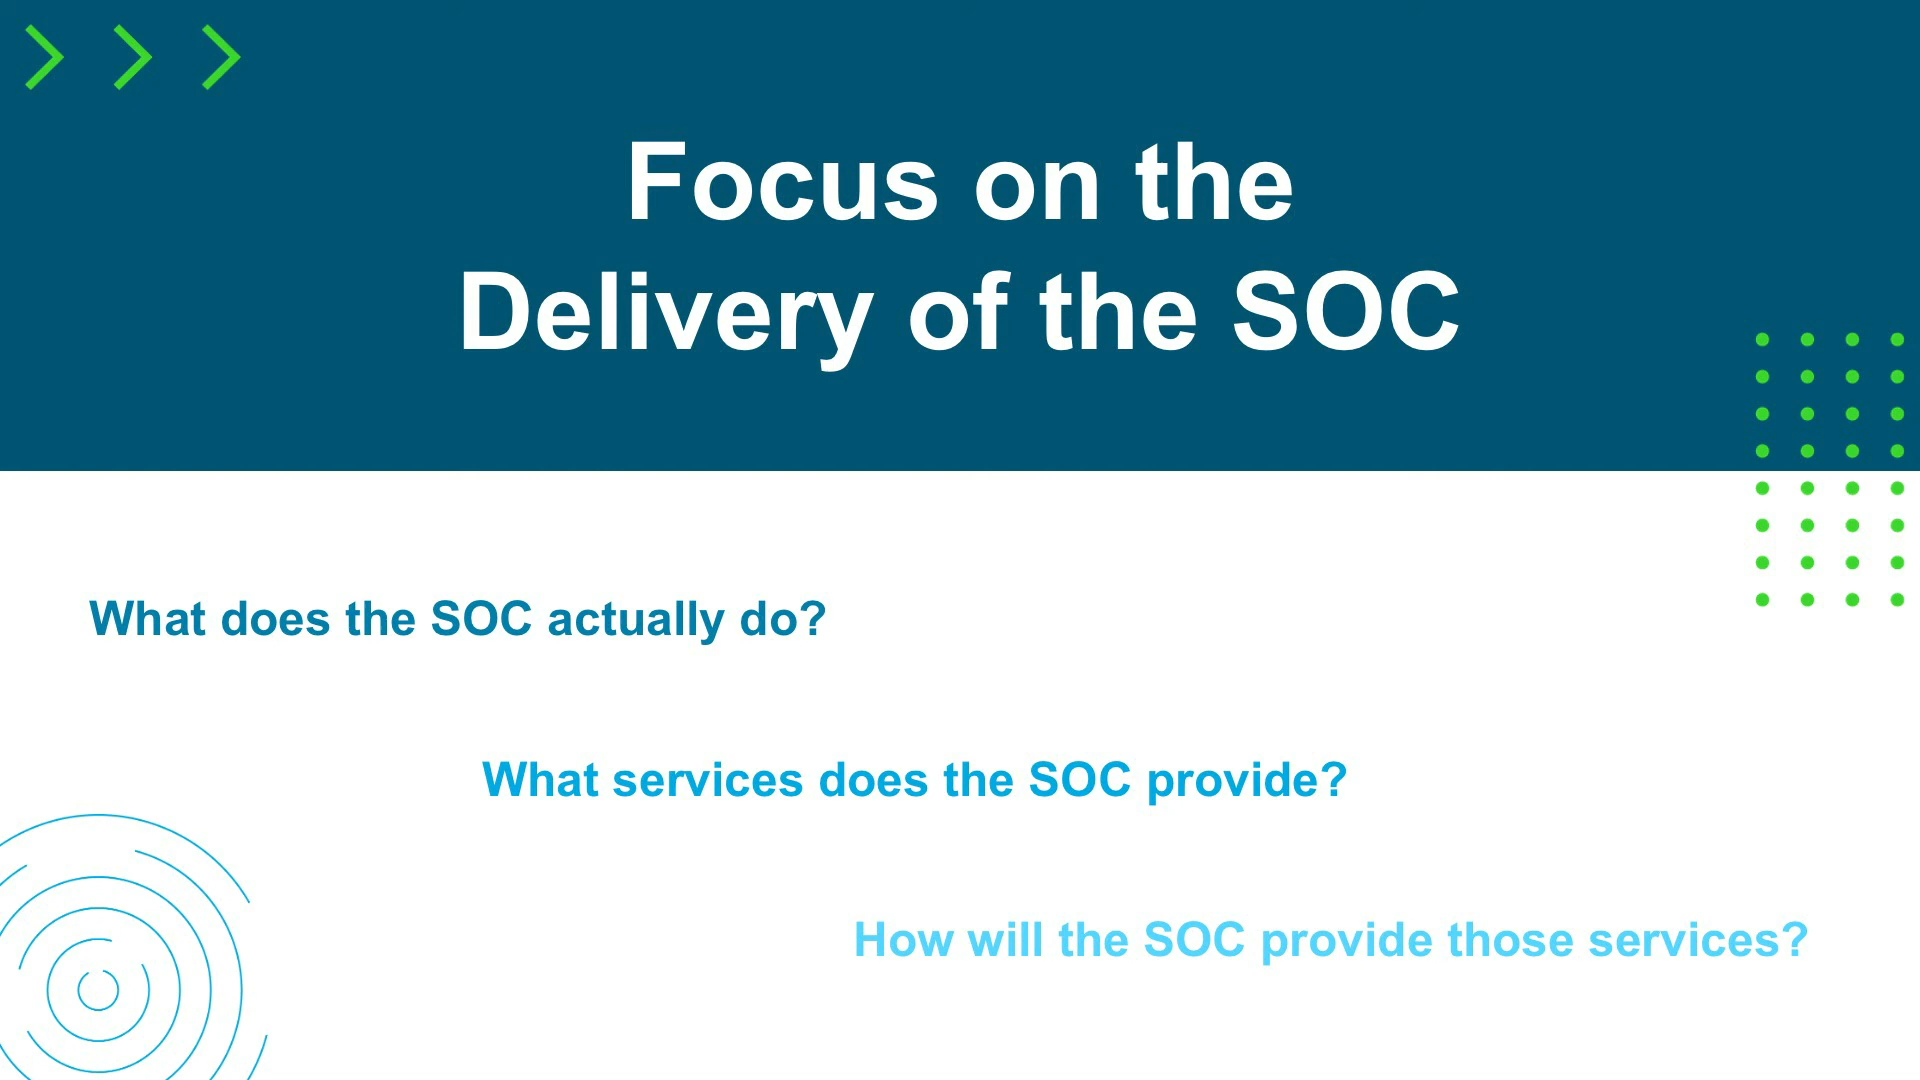 Focus on the
Delivery of the SOC
What does the SOC actually do?
What services does the SOC provide?
How will the SOC provide those services?